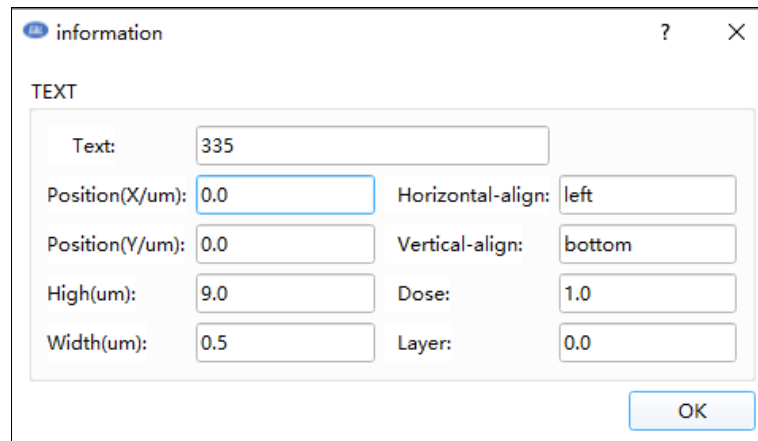 information
TEXT
Text: 335
Position(X/um): 0.0 Horizontal-align: left
Position(Y/um): 0.0 Vertical-align: bottom
High(um): 9.0 Dose: 1.0
Width(um): 0.5 Layer: 0.0
OK